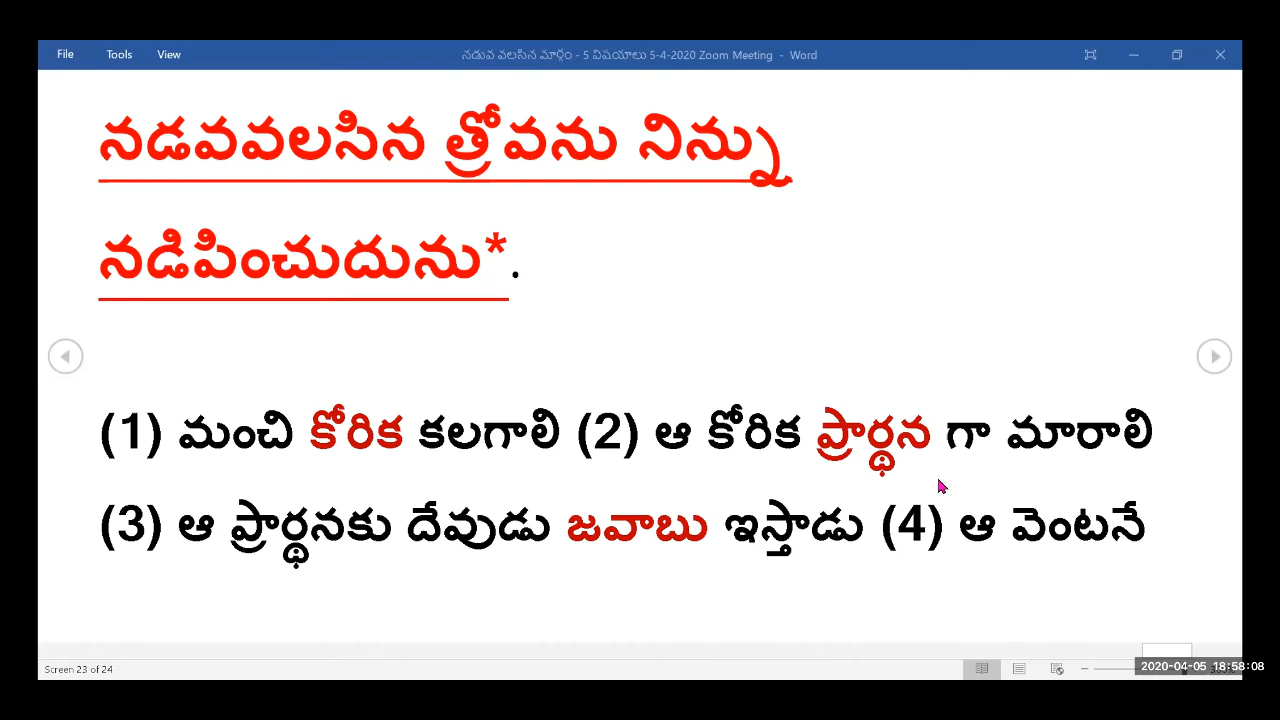 File Tools View నడువ వలసిన మార్గం - 5 విషయాలు 5-4-2020 Zoom Meeting - Word
నడవవలసిన త్రోవను నిన్ను
నడిపించుదును*.
(1) మంచి కోరిక కలగాలి (2) ఆ కోరిక ప్రార్థన గా మారాలి
(3) ఆ ప్రార్థనకు దేవుడు జవాబు ఇస్తాడు (4) ఆ వెంటనే
Screen 23 of 24
2020-04-05 18:58:08